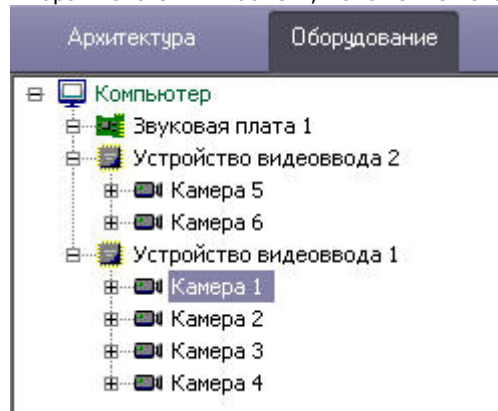 Архитектура Оборудование
Компьютер
Звуковая плата 1
Устройство видеоввода 2
Камера 5
Камера 6
Устройство видеоввода 1
Камера 1
Камера 2
Камера 3
Камера 4